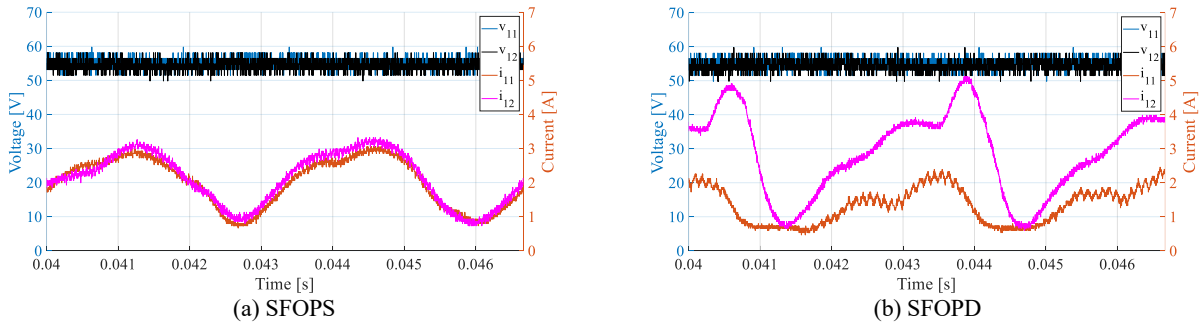 70
60
50
40
30
20
10
0
Voltage [V]
7
6
5
4
3
2
1
0
Current [A]
v11
v12
i11
i12
0.04 0.041 0.042 0.043 0.044 0.045 0.046
Time [s]
(a) SFOPS
70
60
50
40
30
20
10
0
Voltage [V]
7
6
5
4
3
2
1
0
Current [A]
v11
v12
i11
i12
0.04 0.041 0.042 0.043 0.044 0.045 0.046
Time [s]
(b) SFOPD